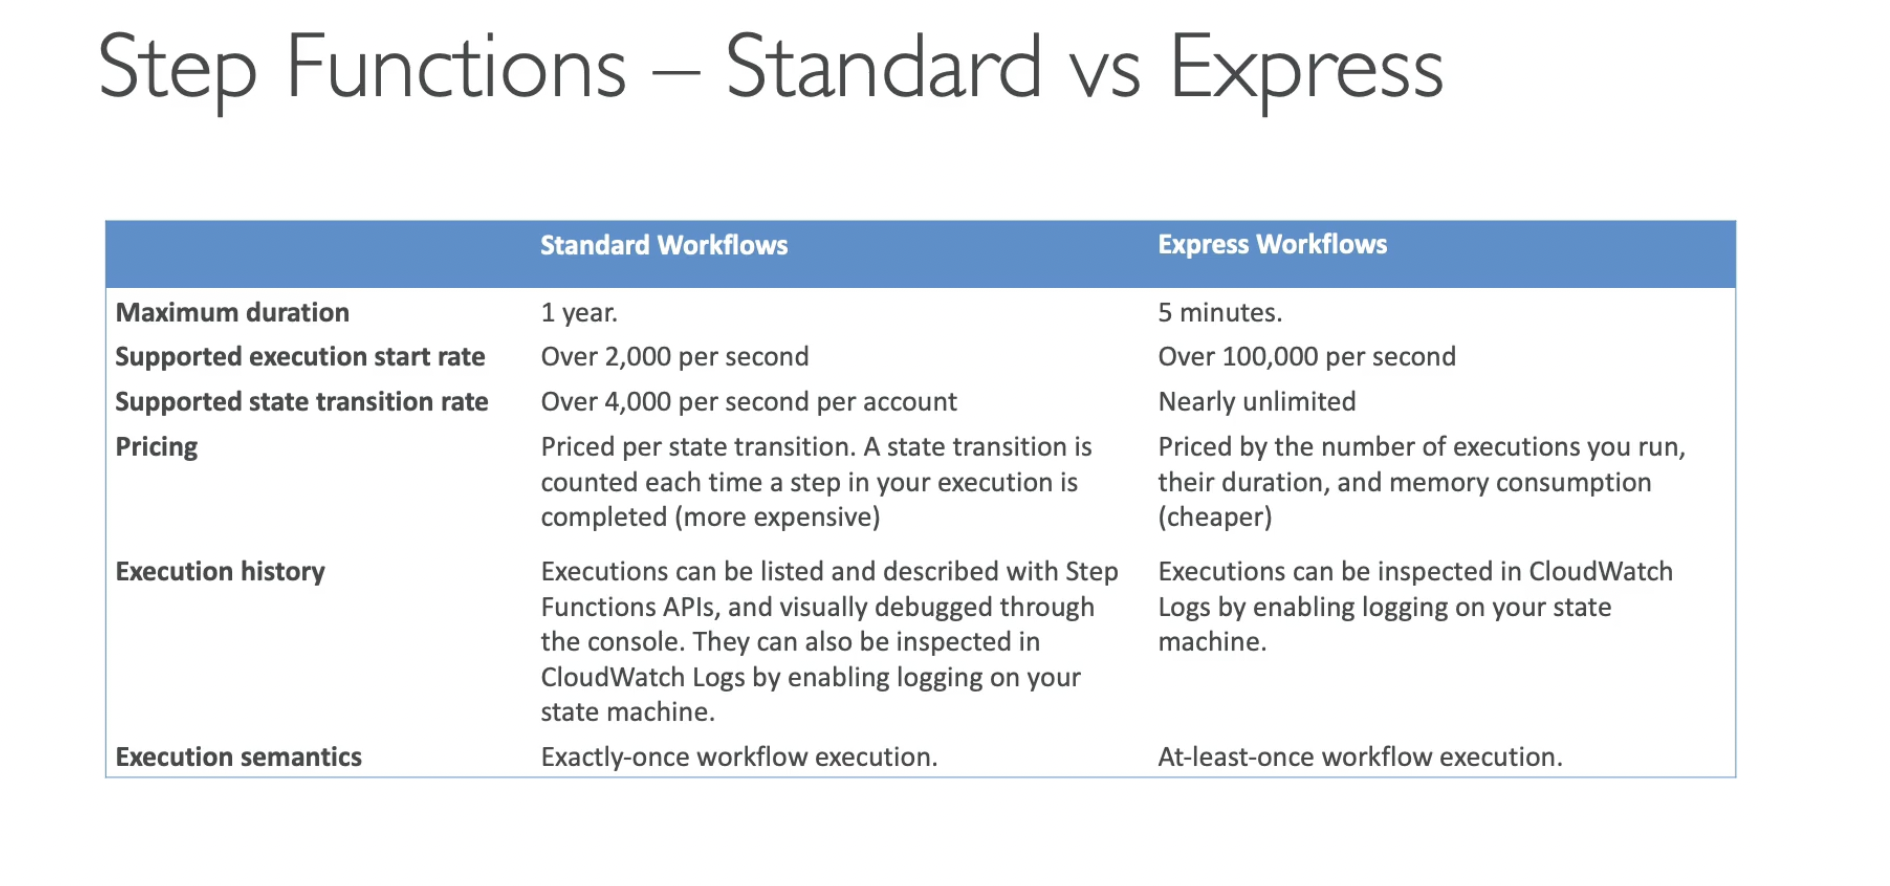 Step Functions – Standard vs Express
Standard Workflows
Express Workflows
Maximum duration
1 year.
5 minutes.
Supported execution start rate
Over 2,000 per second
Over 100,000 per second
Supported state transition rate
Over 4,000 per second per account
Nearly unlimited
Pricing
Priced per state transition. A state transition is
counted each time a step in your execution is
completed (more expensive)
Priced by the number of executions you run,
their duration, and memory consumption
(cheaper)
Execution history
Executions can be listed and described with Step
Functions APIs, and visually debugged through
the console. They can also be inspected in
CloudWatch Logs by enabling logging on your
state machine.
Executions can be inspected in CloudWatch
Logs by enabling logging on your state
machine.
Execution semantics
Exactly-once workflow execution.
At-least-once workflow execution.